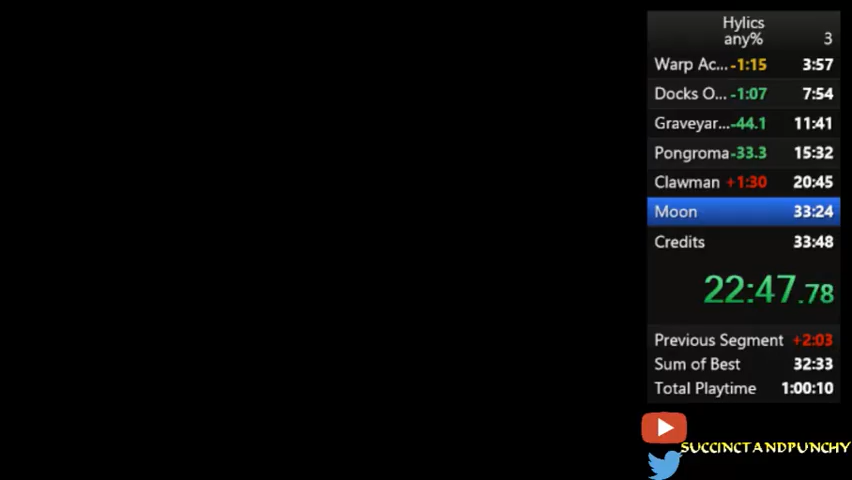 Hylics
any% 3
Warp Ac... -1:15 3:57
Docks O... -1:07 7:54
Graveyar... -44.1 11:41
Pongroma -33.3 15:32
Clawman +1:30 20:45
Moon 33:24
Credits 33:48
22:47.78
Previous Segment +2:03
Sum of Best 32:33
Total Playtime 1:00:10
SUCCINCTANDPUNCHY